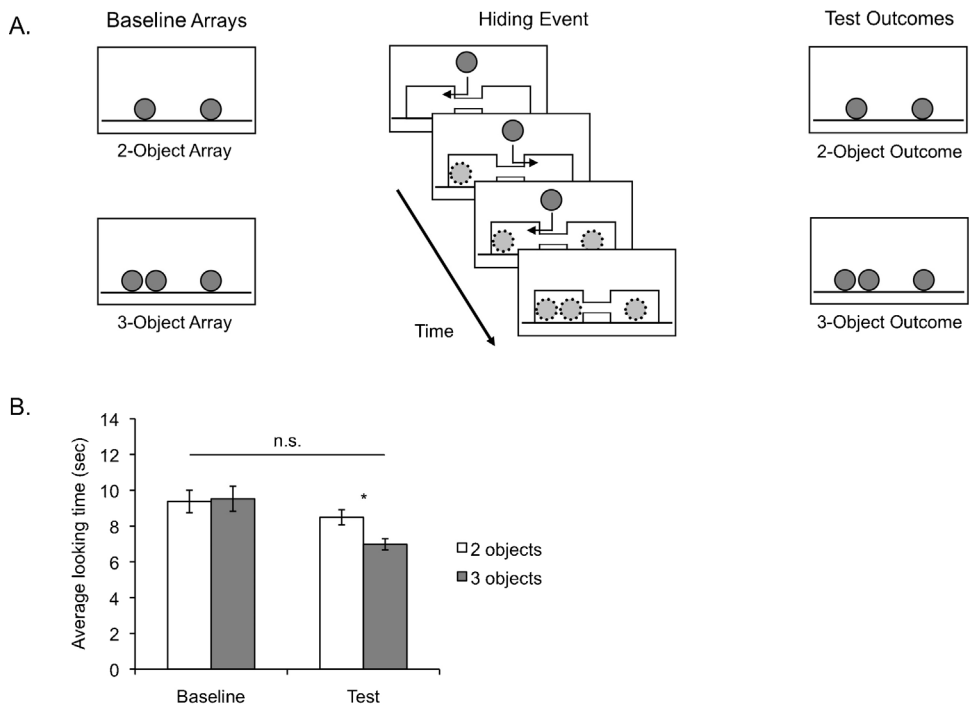 A.
Baseline Arrays
Hiding Event
Test Outcomes
2-Object Array
2-Object Outcome
3-Object Array
Time
3-Object Outcome
B.
Average looking time (sec)
14
12
10
8
6
4
2
0
n.s.
*
2 objects
3 objects
Baseline
Test